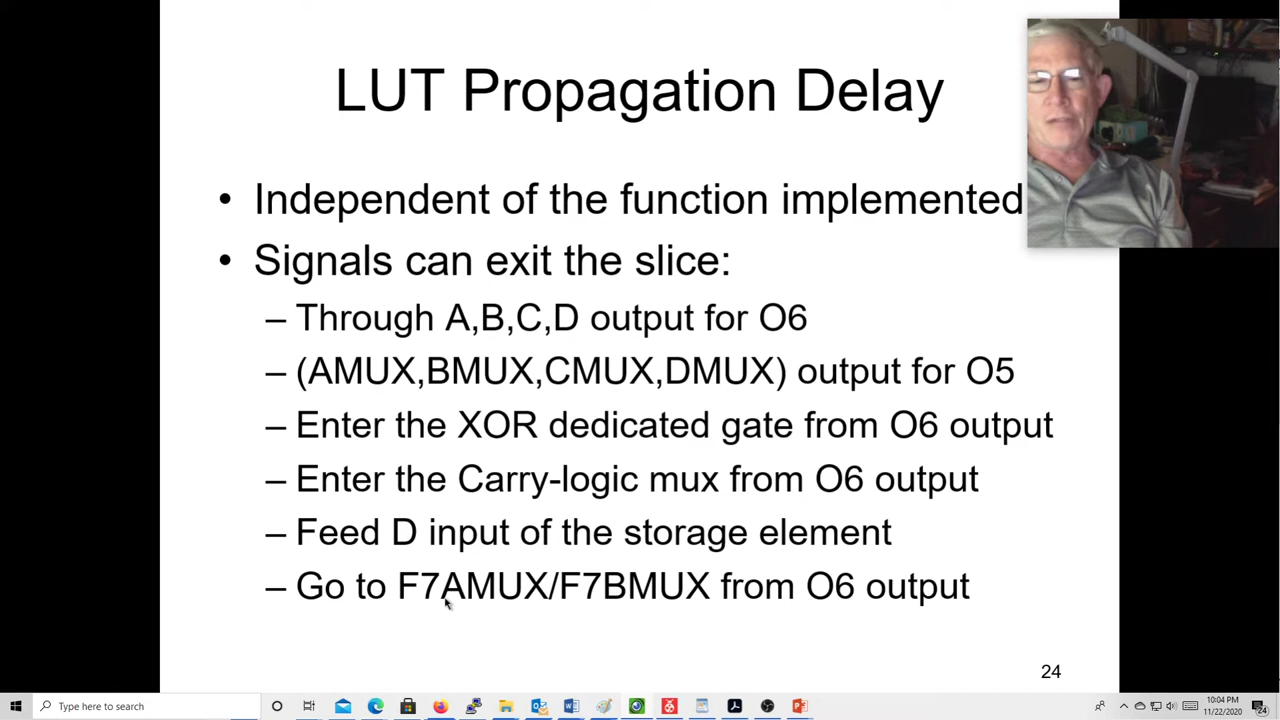 LUT Propagation Delay
• Independent of the function implemented
• Signals can exit the slice:
– Through A,B,C,D output for O6
– (AMUX,BMUX,CMUX,DMUX) output for O5
– Enter the XOR dedicated gate from O6 output
– Enter the Carry-logic mux from O6 output
– Feed D input of the storage element
– Go to F7AMUX/F7BMUX from O6 output
24
Type here to search
10:04 PM
11/22/2020
24